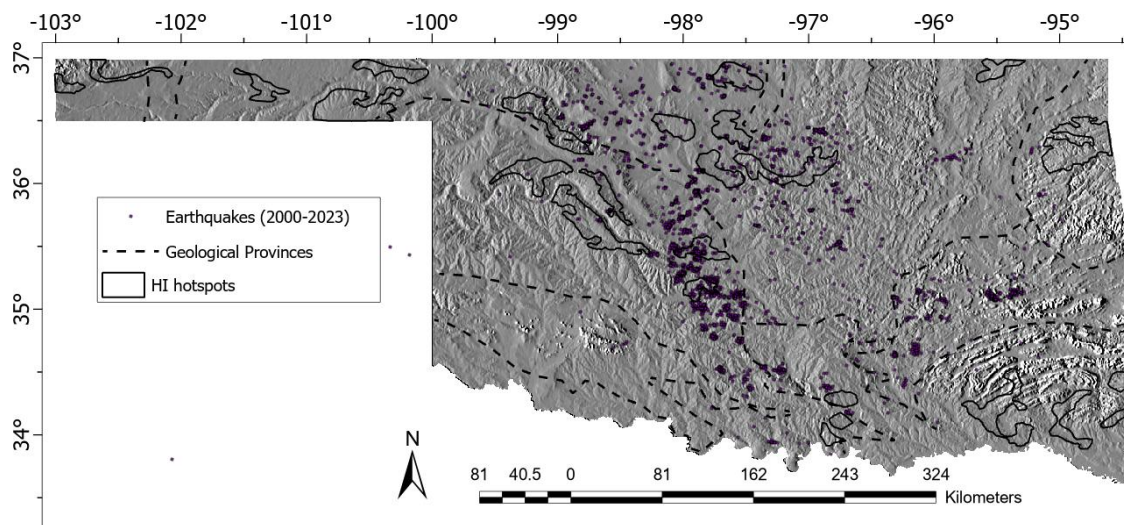 -103° -102° -101° -100° -99° -98° -97° -96° -95°
37°
36°
35°
34°
Earthquakes (2000-2023)
Geological Provinces
HI hotspots
N
81 40.5 0 81 162 243 324
Kilometers